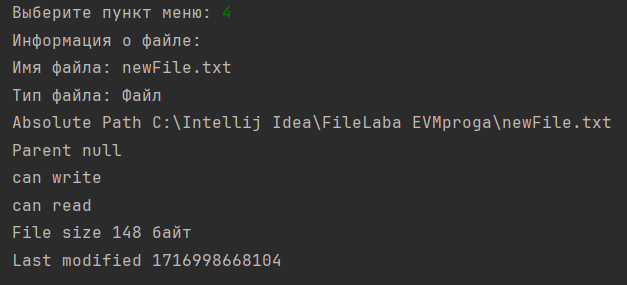 Выберите пункт меню: 4
Информация о файле:
Имя файла: newFile.txt
Тип файла: Файл
Absolute Path C:\Intellij Idea\FileLaba EVMproga\newFile.txt
Parent null
can write
can read
File size 148 байт
Last modified 1716998668104